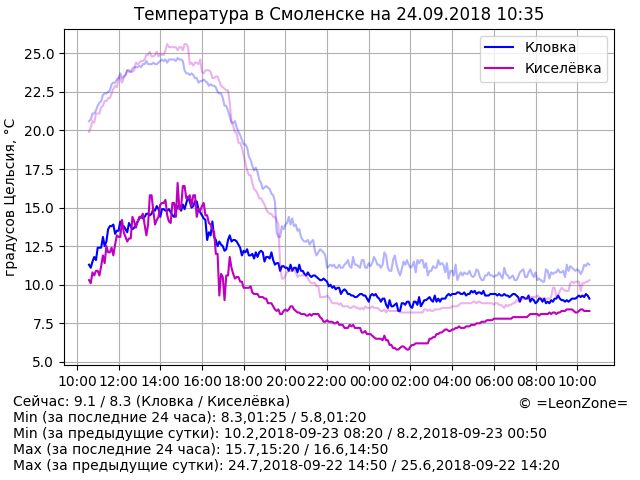 Температура в Смоленске на 24.09.2018 10:35
Кловка
Киселёвка
градусов Цельсия, °C
25.0
22.5
20.0
17.5
15.0
12.5
10.0
7.5
5.0
10:00 12:00 14:00 16:00 18:00 20:00 22:00 00:00 02:00 04:00 06:00 08:00 10:00
Сейчас: 9.1 / 8.3 (Кловка / Киселёвка)
© =LeonZone=
Min (за последние 24 часа): 8.3,01:25 / 5.8,01:20
Min (за предыдущие сутки): 10.2,2018-09-23 08:20 / 8.2,2018-09-23 00:50
Max (за последние 24 часа): 15.7,15:20 / 16.6,14:50
Max (за предыдущие сутки): 24.7,2018-09-22 14:50 / 25.6,2018-09-22 14:20